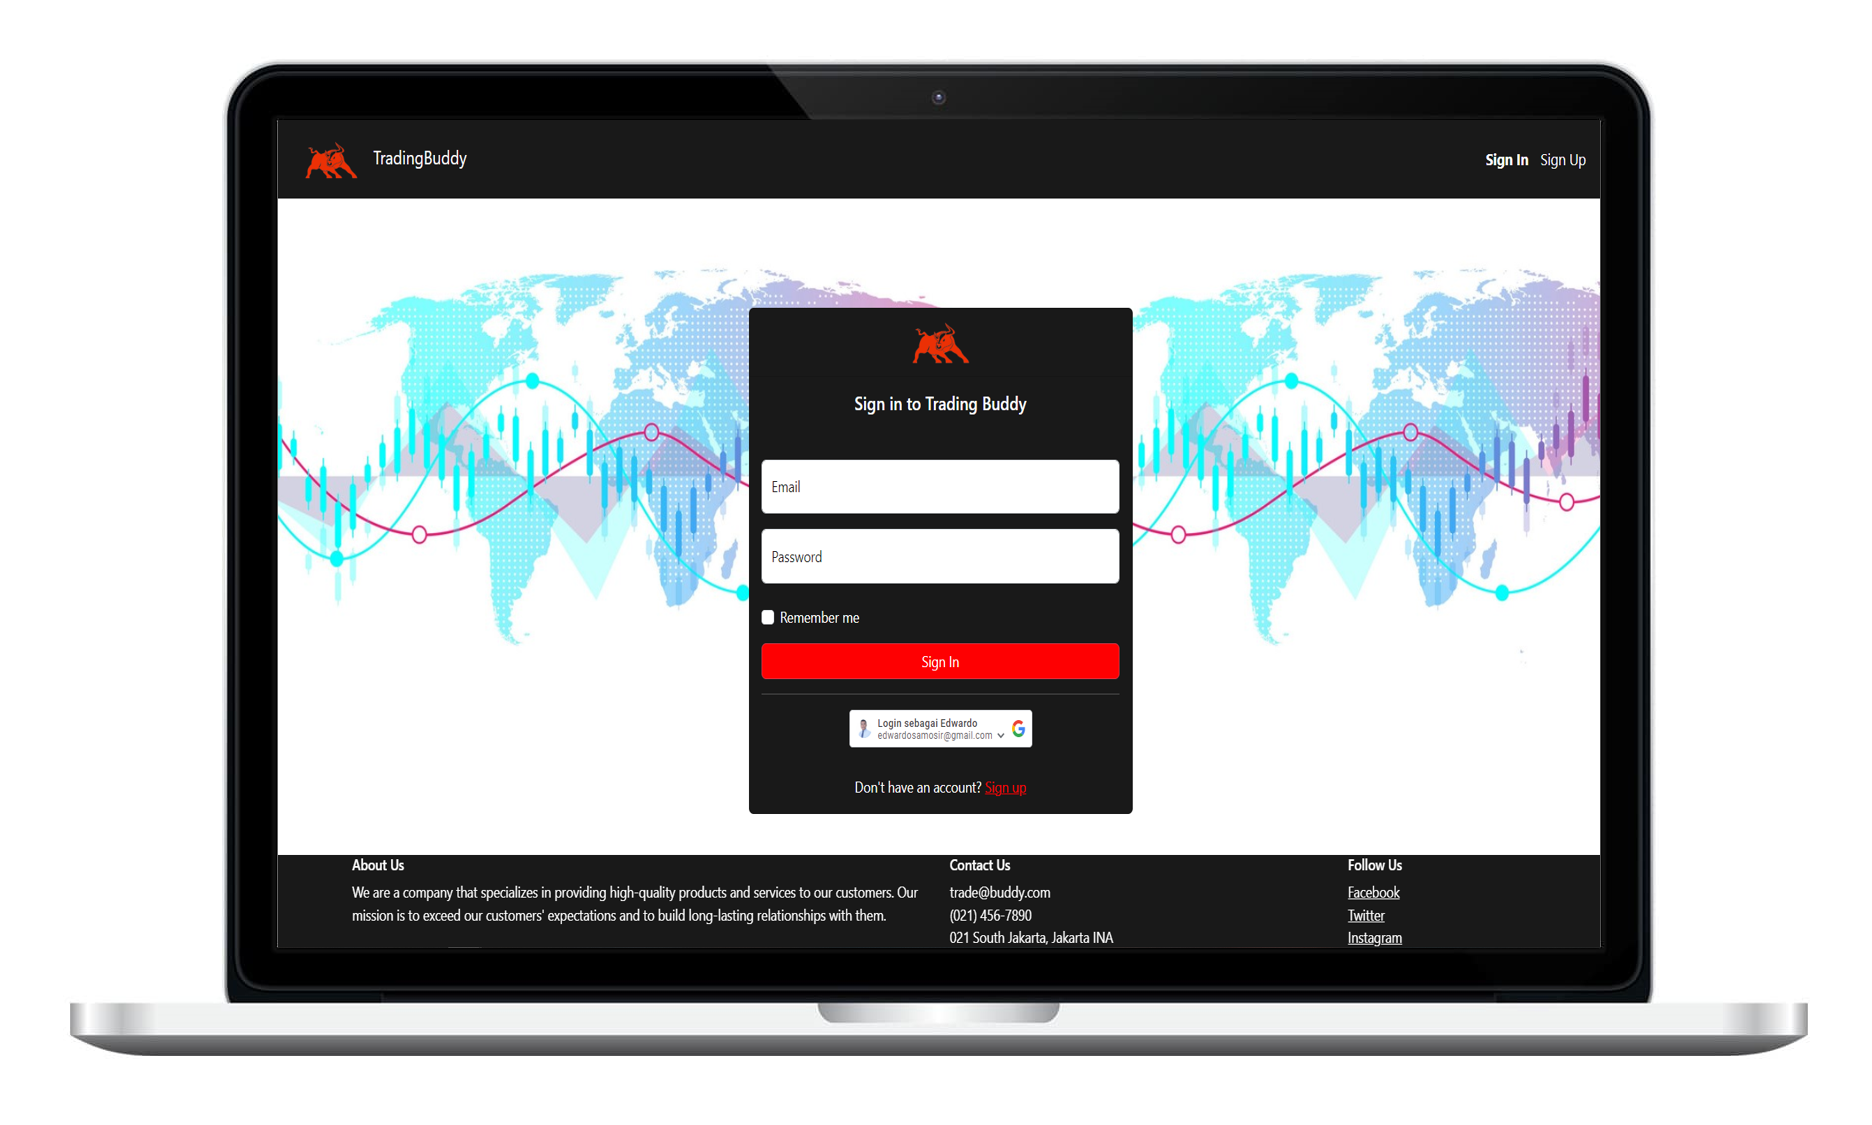 TradingBuddy
Sign In Sign Up
Sign in to Trading Buddy
Email
Password
Remember me
Sign In
Login sebagai Edwardo
edwardosamosir@gmail.com
Don't have an account? Sign up
About Us
We are a company that specializes in providing high-quality products and services to our customers. Our
mission is to exceed our customers' expectations and to build long-lasting relationships with them.
Contact Us
trade@buddy.com
(021) 456-7890
021 South Jakarta, Jakarta INA
Follow Us
Facebook
Twitter
Instagram